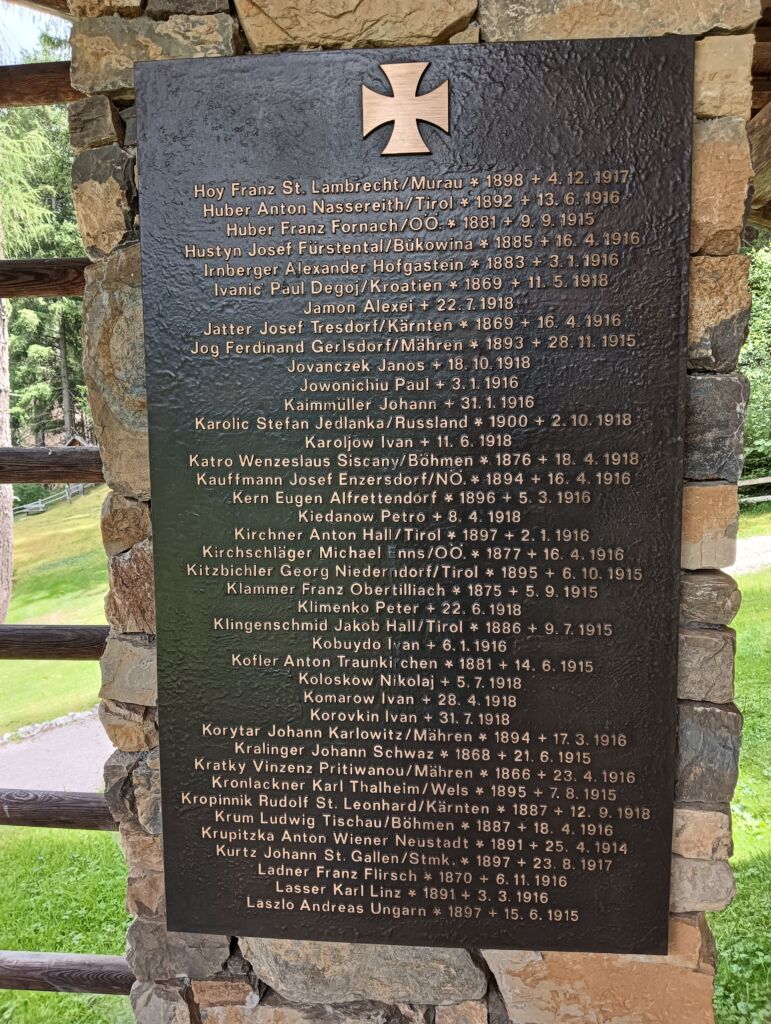 Hoy Franz St. Lambrecht/Murau * 1898 + 4. 12. 1917
Huber Anton Nassereith/Tirol * 1892 + 13. 6. 1916
Huber Franz Fornach/OÖ. * 1881 + 9. 9. 1915
Hustyn Josef Fürstental/Bukowina * 1885 + 16. 4. 1916
Irnberger Alexander Hofgastein * 1883 + 3. 1. 1916
Ivanic Paul Degoj/Kroatien * 1869 + 11. 5. 1918
Jamon Alexei + 22. 7. 1918
Jatter Josef Tresdorf/Kärnten * 1869 + 16. 4. 1916
Jog Ferdinand Gerlsdorf/Mähren * 1893 + 28. 11. 1915
Jovanczek Janos + 18. 10. 1918
Jowonichiu Paul + 3. 1. 1916
Kaimmüller Johann + 31. 1. 1916
Karolic Stefan Jedlanka/Russland * 1900 + 2. 10. 1918
Karoljow Ivan + 11. 6. 1918
Katro Wenzeslaus Siscany/Böhmen * 1876 + 18. 4. 1918
Kauffmann Josef Enzersdorf/NÖ. * 1894 + 16. 4. 1916
Kern Eugen Alfrettendorf * 1896 + 5. 3. 1916
Kiedanow Petro + 8. 4. 1918
Kirchner Anton Hall/Tirol * 1897 + 2. 1. 1916
Kirchschläger Michael Enns/OÖ. * 1877 + 16. 4. 1916
Kitzbichler Georg Niederndorf/Tirol * 1895 + 6. 10. 1915
Klammer Franz Obertilliach * 1875 + 5. 9. 1915
Klimenko Peter + 22. 6. 1918
Klingenschmid Jakob Hall/Tirol * 1886 + 9. 7. 1915
Kobuydo Ivan + 6. 1. 1916
Kofler Anton Traunkirchen * 1881 + 14. 6. 1915
Koloskow Nikolaj + 5. 7. 1918
Komarow Ivan + 28. 4. 1918
Korovkin Ivan + 31. 7. 1918
Korytar Johann Karlowitz/Mähren * 1894 + 17. 3. 1916
Kralinger Johann Schwaz * 1868 + 21. 6. 1915
Kratky Vinzenz Pritiwanou/Mähren * 1866 + 23. 4. 1916
Kronlackner Karl Thalheim/Wels * 1895 + 7. 8. 1915
Kropinnik Rudolf St. Leonhard/Kärnten * 1887 + 12. 9. 1918
Krum Ludwig Tischau/Böhmen * 1887 + 18. 4. 1916
Krupitzka Anton Wiener Neustadt * 1891 + 25. 4. 1914
Kurtz Johann St. Gallen/Stmk. * 1897 + 23. 8. 1917
Ladner Franz Flirsch * 1870 + 6. 11. 1916
Lasser Karl Linz * 1891 + 3. 3. 1916
Laszlo Andreas Ungarn * 1897 + 15. 6. 1915